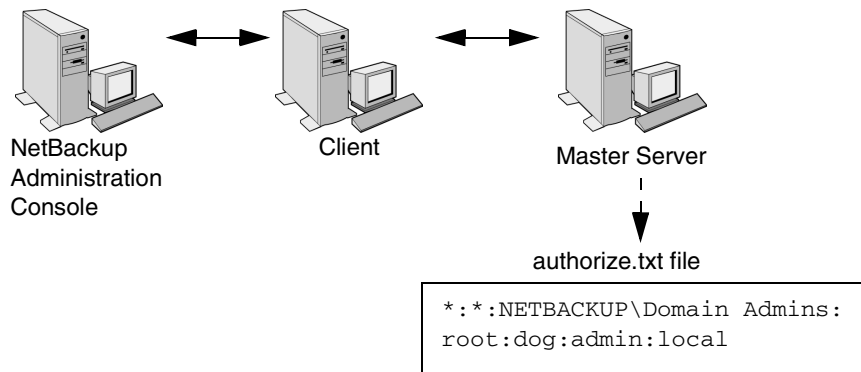 NetBackup
Administration
Console
Client
Master Server
authorize.txt file
*:*:NETBACKUP\Domain Admins:
root:dog:admin:local